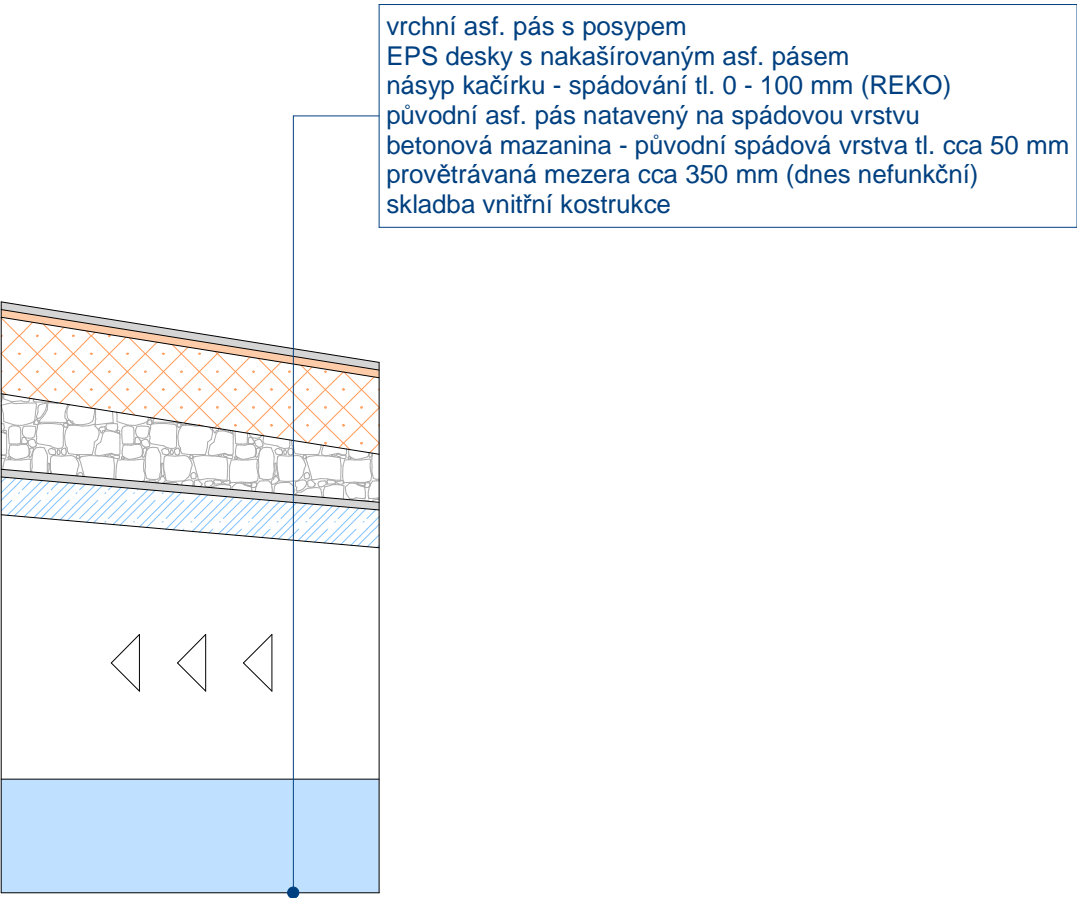 vrchní asf. pás s posypem
EPS desky s nakašírovaným asf. pásem
násyp kačírku - spádování tl. 0 - 100 mm (REKO)
původní asf. pás natavený na spádovou vrstvu
betonová mazanina - původní spádová vrstva tl. cca 50 mm
provětrávaná mezera cca 350 mm (dnes nefunkční)
skladba vnitřní kostrukce